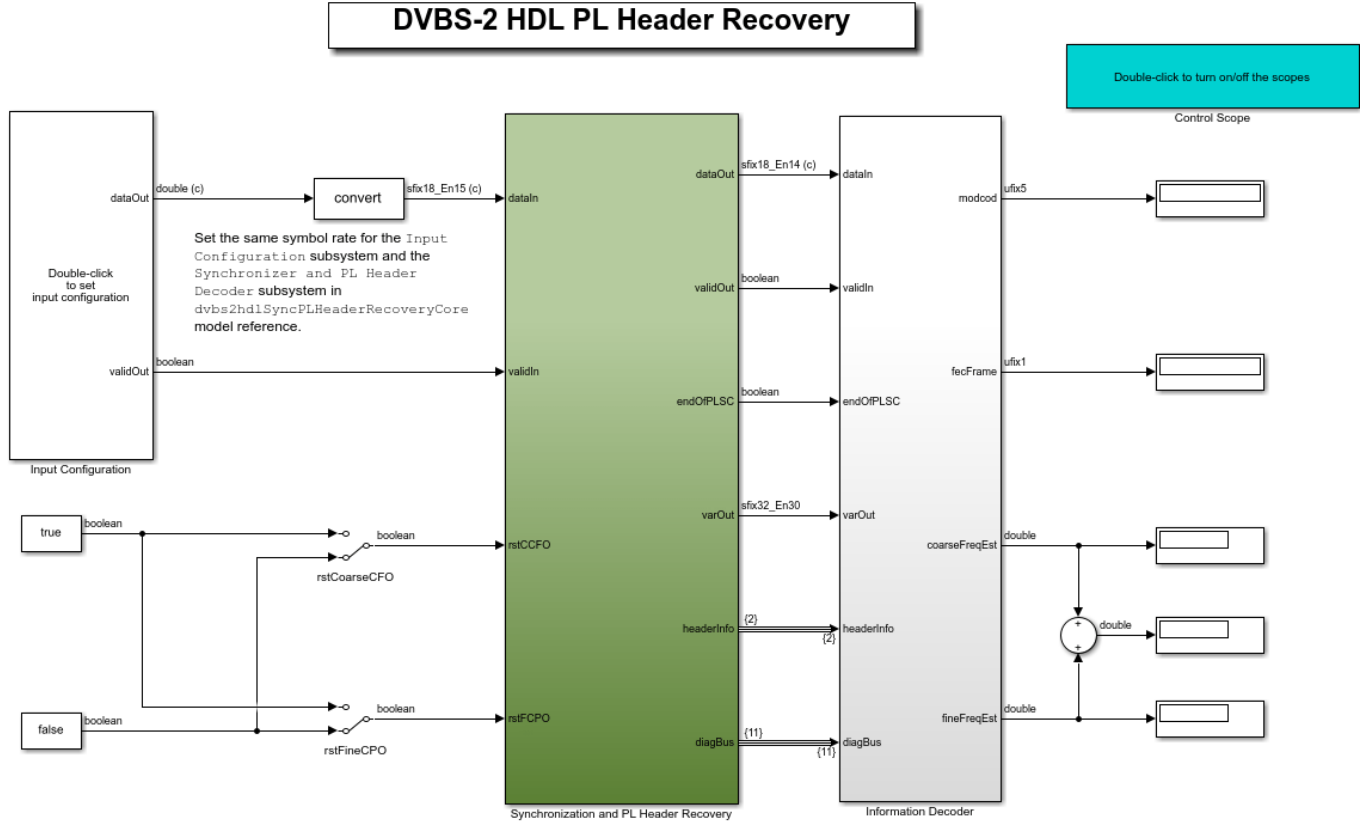 DVBS-2 HDL PL Header Recovery
Double-click to turn on/off the scopes
Control Scope
Double-click
to set
input configuration
dataOut
validOut
Input Configuration
double (c)
convert
sfix18_En15 (c)
Set the same symbol rate for the Input
Configuration subsystem and the
Synchronizer and PL Header
Decoder subsystem in
dvbs2hdlSyncPLHeaderRecoveryCore
model reference.
boolean
true
boolean
false
boolean
rstCoarseCFO
boolean
rstFineCPO
boolean
dataIn
validIn
rstCCFO
rstFCPO
dataOut
validOut
endOfPLSC
varOut
headerInfo
diagBus
Synchronization and PL Header Recovery
sfix18_En14 (c)
boolean
boolean
sfix32_En30
{2}
{2}
{11}
{11}
dataIn
validIn
endOfPLSC
varOut
headerInfo
diagBus
modcod
fecFrame
coarseFreqEst
fineFreqEst
Information Decoder
ufix5
ufix1
double
+
+
double
double